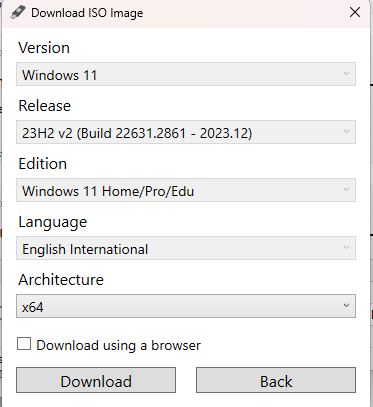 Download ISO Image
Version
Windows 11
Release
23H2 v2 (Build 22631.2861 - 2023.12)
Edition
Windows 11 Home/Pro/Edu
Language
English International
Architecture
x64
Download using a browser
Download
Back